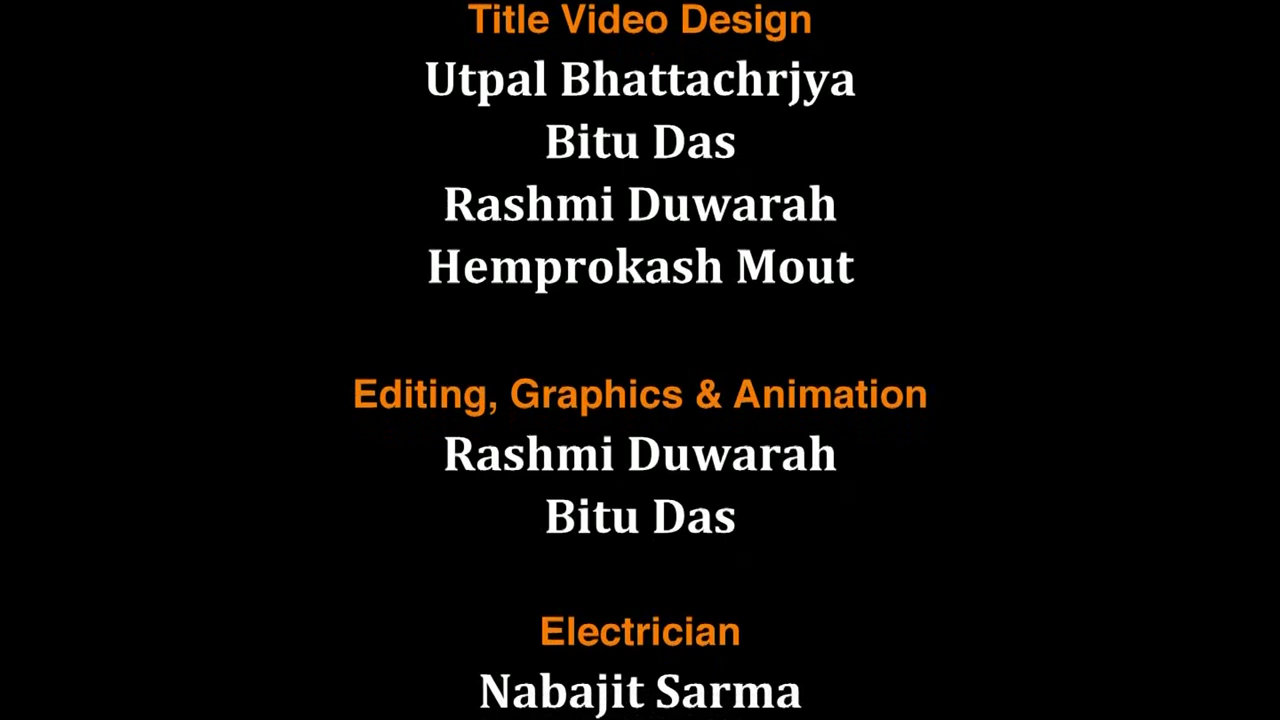 Title Video Design
Utpal Bhattachrjya
Bitu Das
Rashmi Duwarah
Hemprokash Mout
Editing, Graphics & Animation
Rashmi Duwarah
Bitu Das
Electrician
Nabajit Sarma